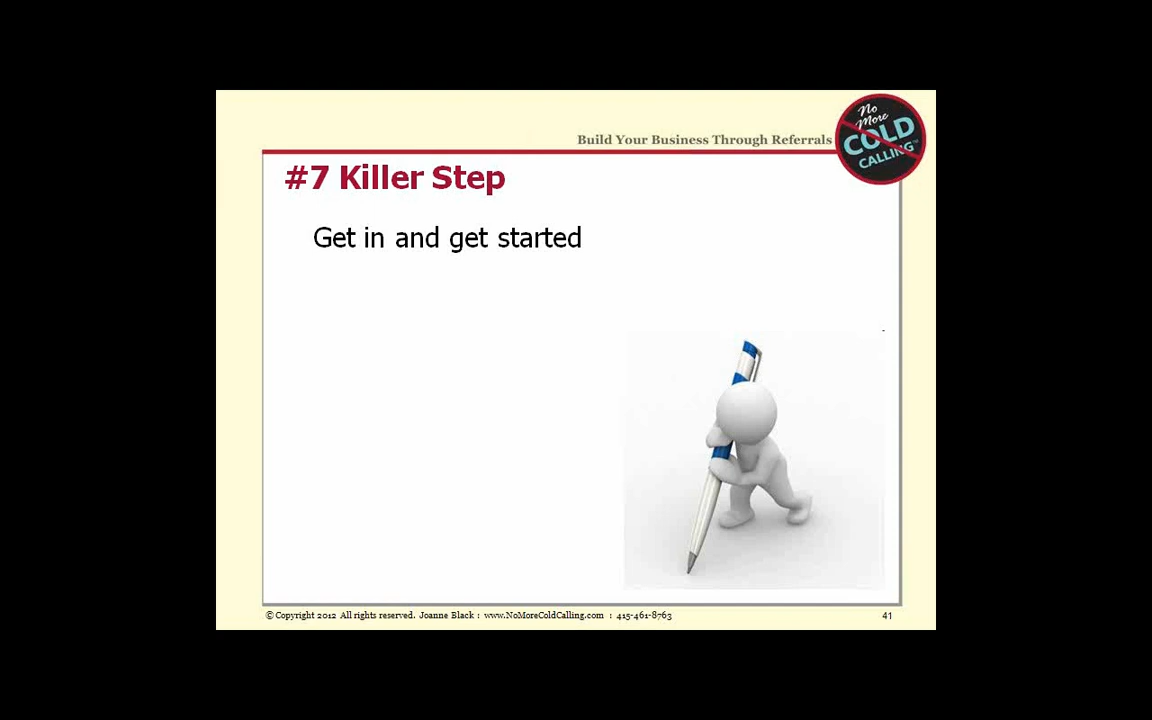 Build Your Business Through Referrals
No
More
COLD
CALLING™
#7 Killer Step
Get in and get started
© Copyright 2012 All rights reserved. Joanne Black : www.NoMoreColdCalling.com : 415-461-8763
41